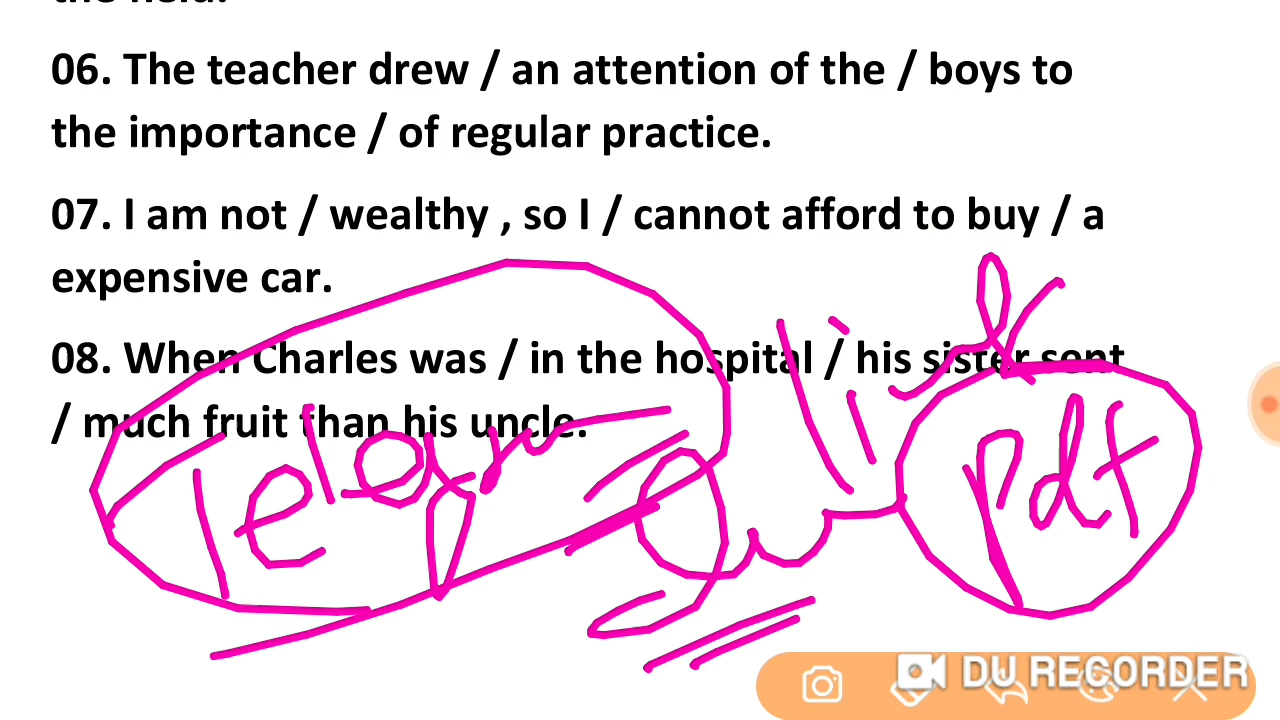 06. The teacher drew / an attention of the / boys to
the importance / of regular practice.
07. I am not / wealthy , so I / cannot afford to buy / a
expensive car.
08. When Charles was / in the hospital / his sister sent
/ much fruit than his uncle.
Telegram
pdf
DU RECORDER